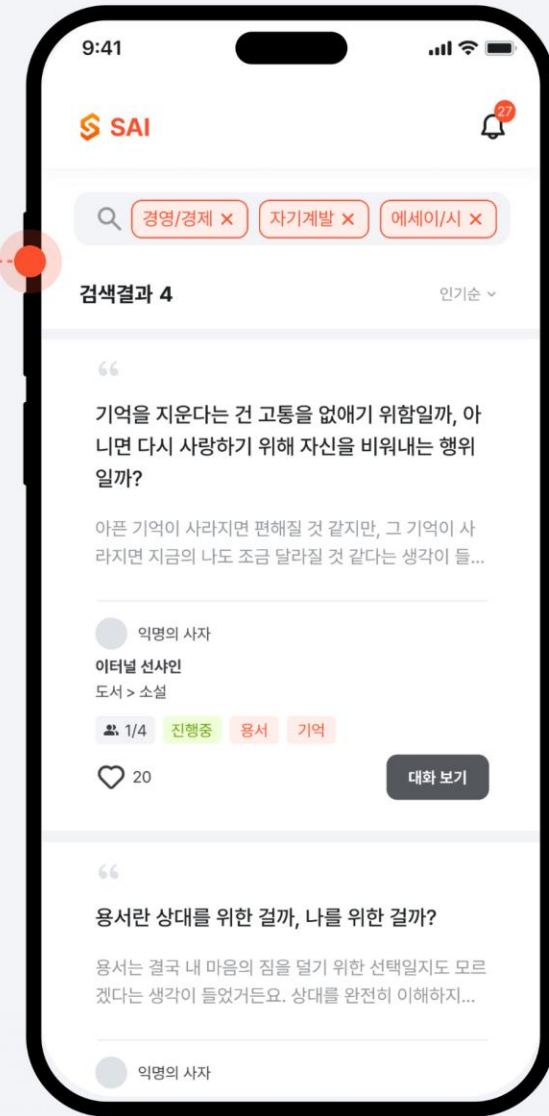 9:41
SAI
27
경영/경제 ×
자기계발 ×
에세이/시 ×
검색결과 4
인기순
“
기억을 지운다는 건 고통을 없애기 위함일까, 아
니면 다시 사랑하기 위해 자신을 비워내는 행위
일까?
아픈 기억이 사라지면 편해질 것 같지만, 그 기억이 사
라지면 지금의 나도 조금 달라질 것 같다는 생각이 들...
익명의 사자
이터널 선샤인
도서 > 소설
1/4 진행중 용서 기억
20
대화 보기
“
용서란 상대를 위한 걸까, 나를 위한 걸까?
용서는 결국 내 마음의 짐을 덜기 위한 선택일지도 모르
겠다는 생각이 들었거든요. 상대를 완전히 이해하지...
익명의 사자